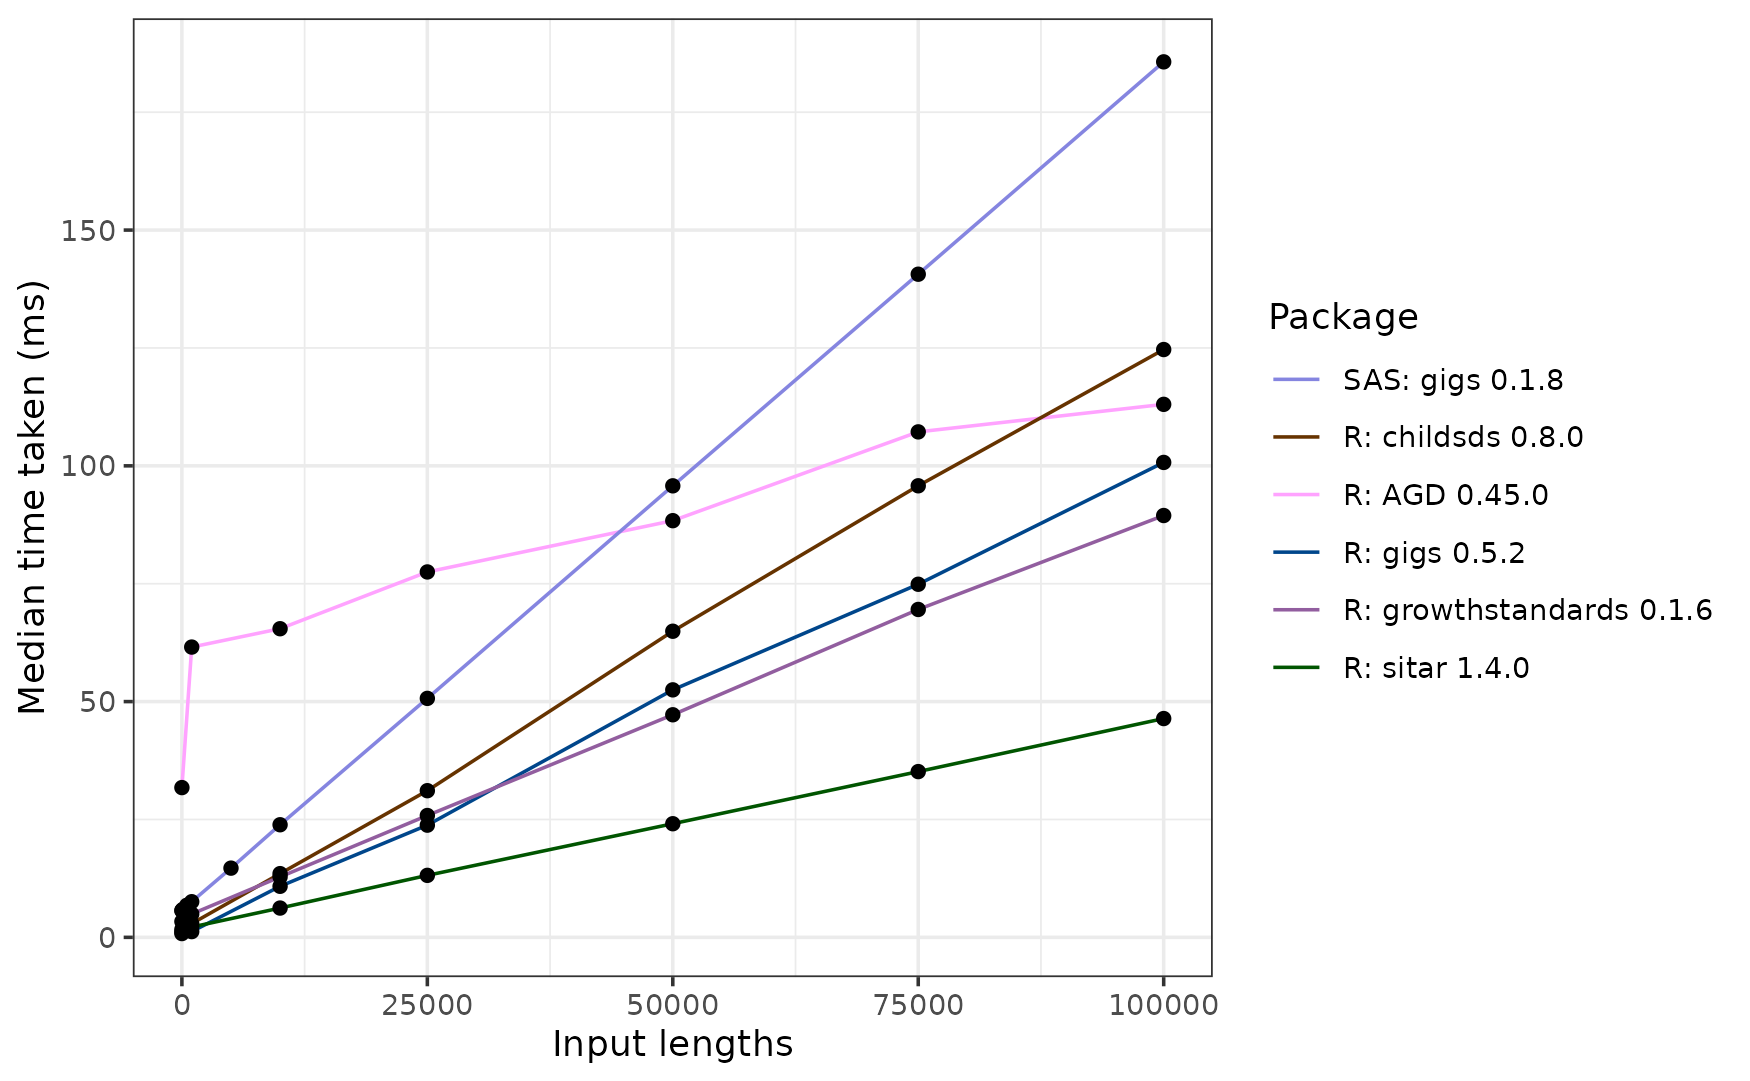 150
100
50
0
Median time taken (ms)
0 25000 50000 75000 100000
Input lengths
Package
SAS: gigs 0.1.8
R: childsds 0.8.0
R: AGD 0.45.0
R: gigs 0.5.2
R: growthstandards 0.1.6
R: sitar 1.4.0